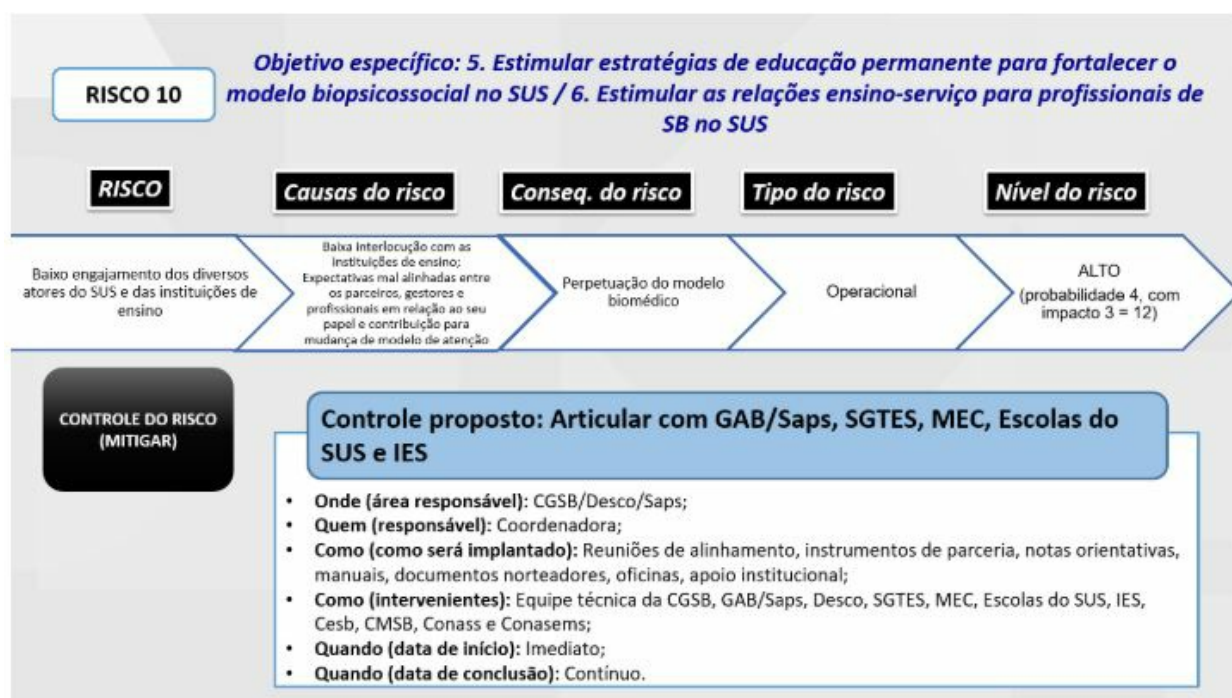 RISCO 10
Objetivo específico: 5. Estimular estratégias de educação permanente para fortalecer o
modelo biopsicossocial no SUS / 6. Estimular as relações ensino-serviço para profissionais de
SB no SUS
RISCO
Causas do risco
Conseq. do risco
Tipo do risco
Nível do risco
Baixo engajamento dos diversos
atores do SUS e das instituições de
ensino
Baixa interlocução com as
instituições de ensino;
Expectativas mal alinhadas entre
os parceiros, gestores e
profissionais em relação ao seu
papel e contribuição para
mudança de modelo de atenção
Perpetuação do modelo
biomédico
Operacional
ALTO
(probabilidade 4, com
impacto 3 = 12)
CONTROLE DO RISCO
(MITIGAR)
Controle proposto: Articular com GAB/Saps, SGTES, MEC, Escolas do
SUS e IES
• Onde (área responsável): CGSB/Desco/Saps;
• Quem (responsável): Coordenadora;
• Como (como será implantado): Reuniões de alinhamento, instrumentos de parceria, notas orientativas,
manuais, documentos norteadores, oficinas, apoio institucional;
• Como (intervenientes): Equipe técnica da CGSB, GAB/Saps, Desco, SGTES, MEC, Escolas do SUS, IES,
Cesb, CMSB, Conass e Conasems;
• Quando (data de início): Imediato;
• Quando (data de conclusão): Contínuo.